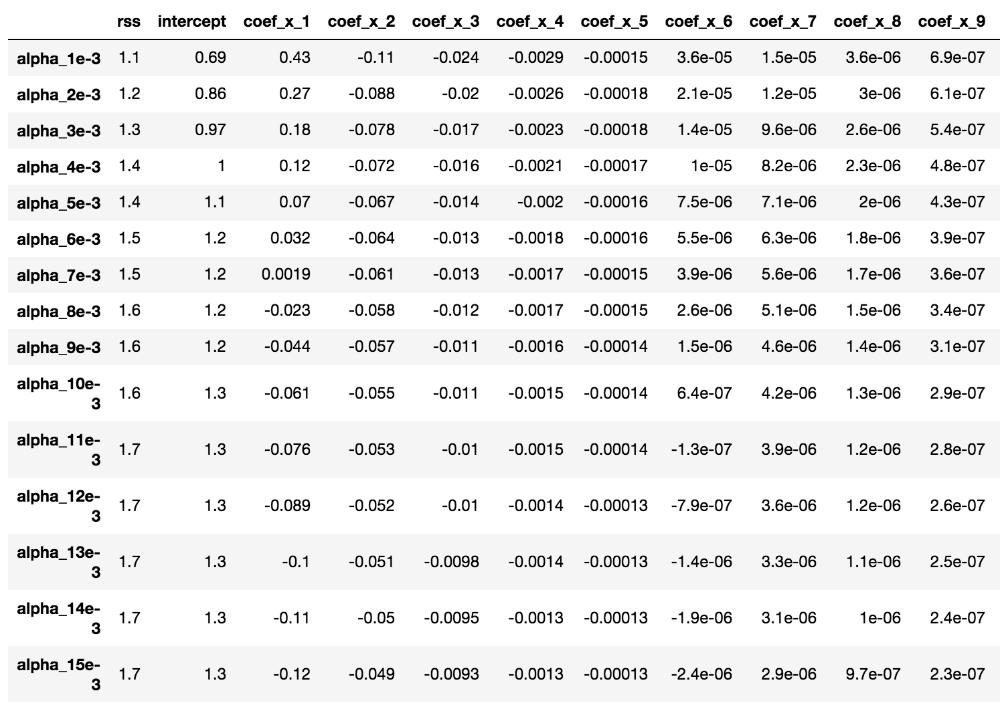 rss intercept coef_x_1 coef_x_2 coef_x_3 coef_x_4 coef_x_5 coef_x_6 coef_x_7 coef_x_8 coef_x_9
alpha_1e-3 1.1 0.69 0.43 -0.11 -0.024 -0.0029 -0.00015 3.6e-05 1.5e-05 3.6e-06 6.9e-07
alpha_2e-3 1.2 0.86 0.27 -0.088 -0.02 -0.0026 -0.00018 2.1e-05 1.2e-05 3e-06 6.1e-07
alpha_3e-3 1.3 0.97 0.18 -0.078 -0.017 -0.0023 -0.00018 1.4e-05 9.6e-06 2.6e-06 5.4e-07
alpha_4e-3 1.4 1 0.12 -0.072 -0.016 -0.0021 -0.00017 1e-05 8.2e-06 2.3e-06 4.8e-07
alpha_5e-3 1.4 1.1 0.07 -0.067 -0.014 -0.002 -0.00016 7.5e-06 7.1e-06 2e-06 4.3e-07
alpha_6e-3 1.5 1.2 0.032 -0.064 -0.013 -0.0018 -0.00016 5.5e-06 6.3e-06 1.8e-06 3.9e-07
alpha_7e-3 1.5 1.2 0.0019 -0.061 -0.013 -0.0017 -0.00015 3.9e-06 5.6e-06 1.7e-06 3.6e-07
alpha_8e-3 1.6 1.2 -0.023 -0.058 -0.012 -0.0017 -0.00015 2.6e-06 5.1e-06 1.5e-06 3.4e-07
alpha_9e-3 1.6 1.2 -0.044 -0.057 -0.011 -0.0016 -0.00014 1.5e-06 4.6e-06 1.4e-06 3.1e-07
alpha_10e-
3 1.6 1.3 -0.061 -0.055 -0.011 -0.0015 -0.00014 6.4e-07 4.2e-06 1.3e-06 2.9e-07
alpha_11e-
3 1.7 1.3 -0.076 -0.053 -0.01 -0.0015 -0.00014 -1.3e-07 3.9e-06 1.2e-06 2.8e-07
alpha_12e-
3 1.7 1.3 -0.089 -0.052 -0.01 -0.0014 -0.00013 -7.9e-07 3.6e-06 1.2e-06 2.6e-07
alpha_13e-
3 1.7 1.3 -0.1 -0.051 -0.0098 -0.0014 -0.00013 -1.4e-06 3.3e-06 1.1e-06 2.5e-07
alpha_14e-
3 1.7 1.3 -0.11 -0.05 -0.0095 -0.0013 -0.00013 -1.9e-06 3.1e-06 1e-06 2.4e-07
alpha_15e-
3 1.7 1.3 -0.12 -0.049 -0.0093 -0.0013 -0.00013 -2.4e-06 2.9e-06 9.7e-07 2.3e-07